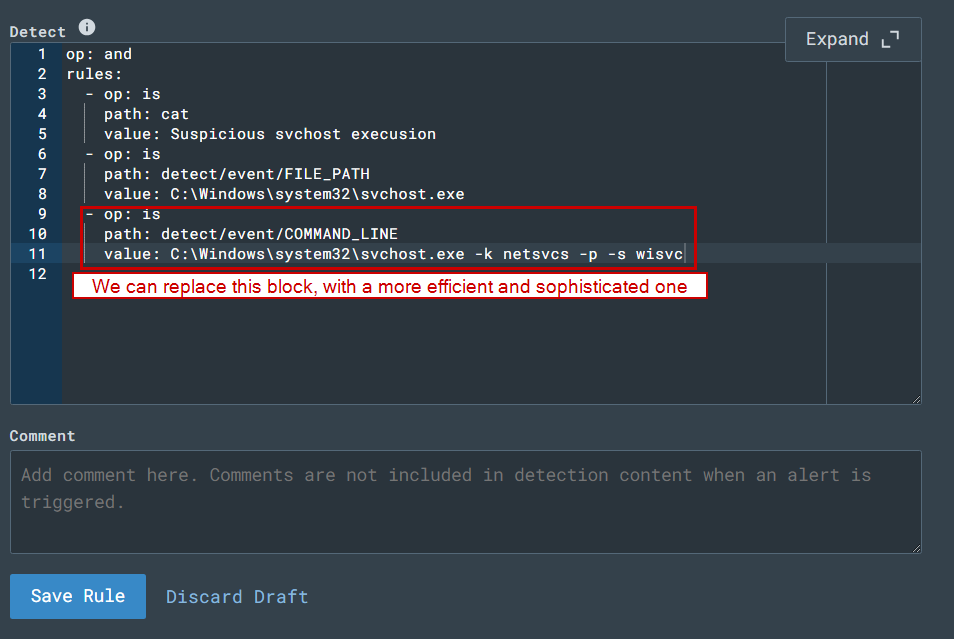 Detect
Expand
1 op: and
2 rules:
3 - op: is
4 path: cat
5 value: Suspicious svchost execusion
6 - op: is
7 path: detect/event/FILE_PATH
8 value: C:\Windows\system32\svchost.exe
9 - op: is
10 path: detect/event/COMMAND_LINE
11 value: C:\Windows\system32\svchost.exe -k netsvcs -p -s wisvc
12
We can replace this block, with a more efficient and sophisticated one
Comment
Add comment here. Comments are not included in detection content when an alert is
triggered.
Save Rule Discard Draft